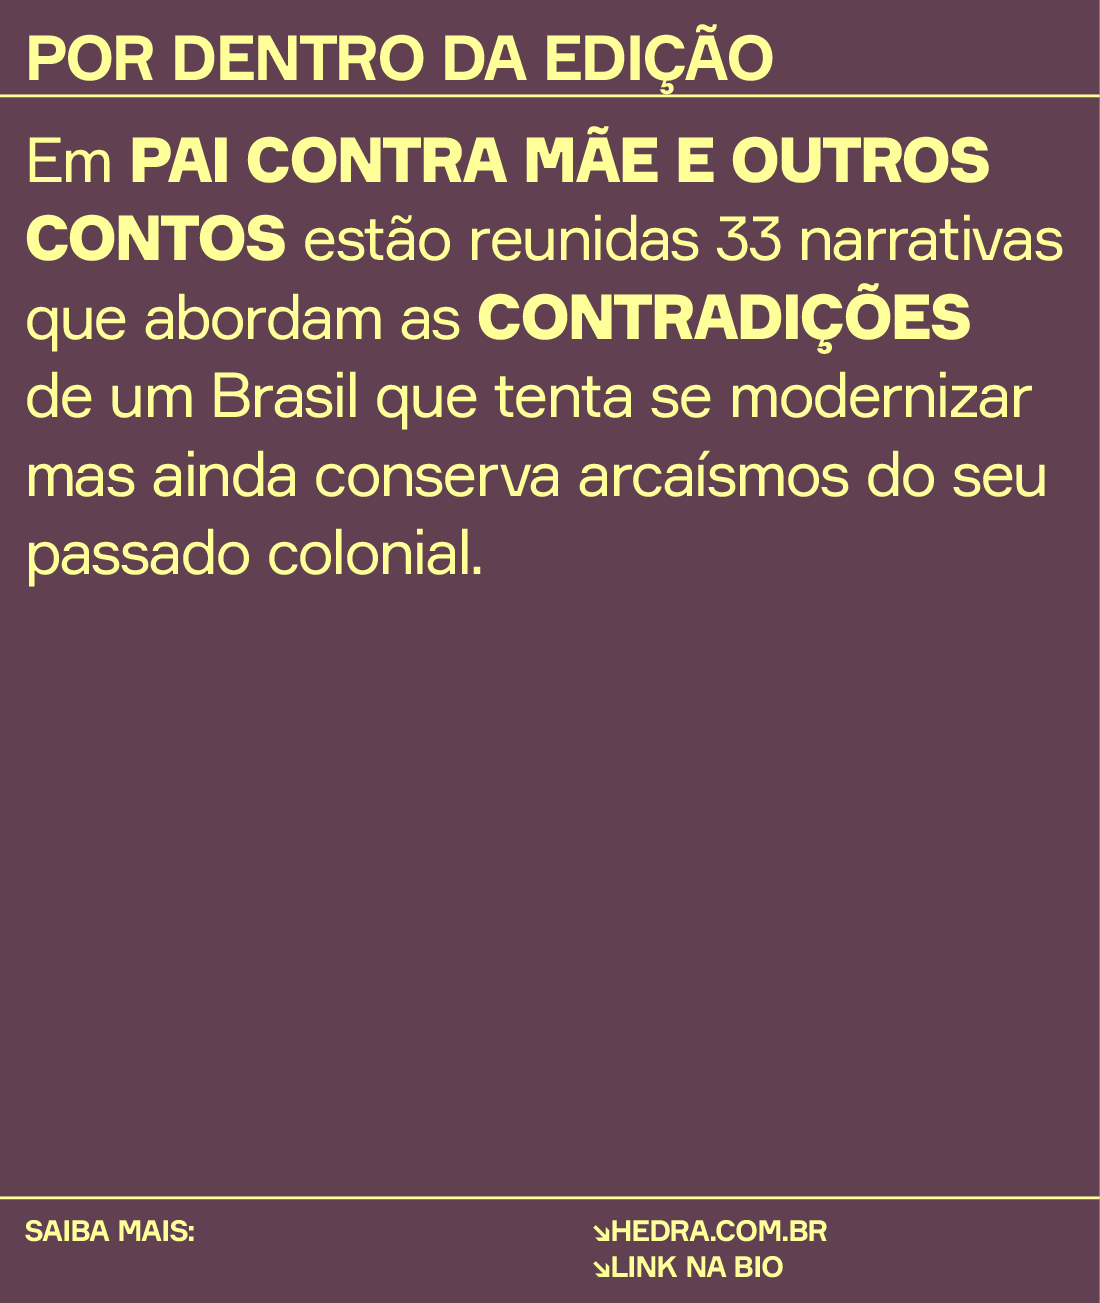 POR DENTRO DA EDIÇÃO
Em PAI CONTRA MÃE E OUTROS
CONTOS estão reunidas 33 narrativas
que abordam as CONTRADIÇÕES
de um Brasil que tenta se modernizar
mas ainda conserva arcaísmos do seu
passado colonial.
SAIBA MAIS:
↘HEDRA.COM.BR
↘LINK NA BIO